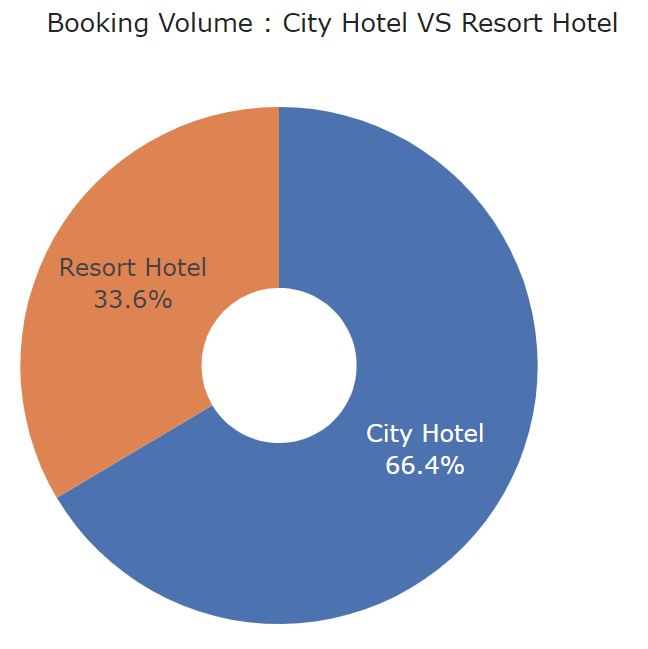 Booking Volume : City Hotel VS Resort Hotel
Resort Hotel
33.6%
City Hotel
66.4%